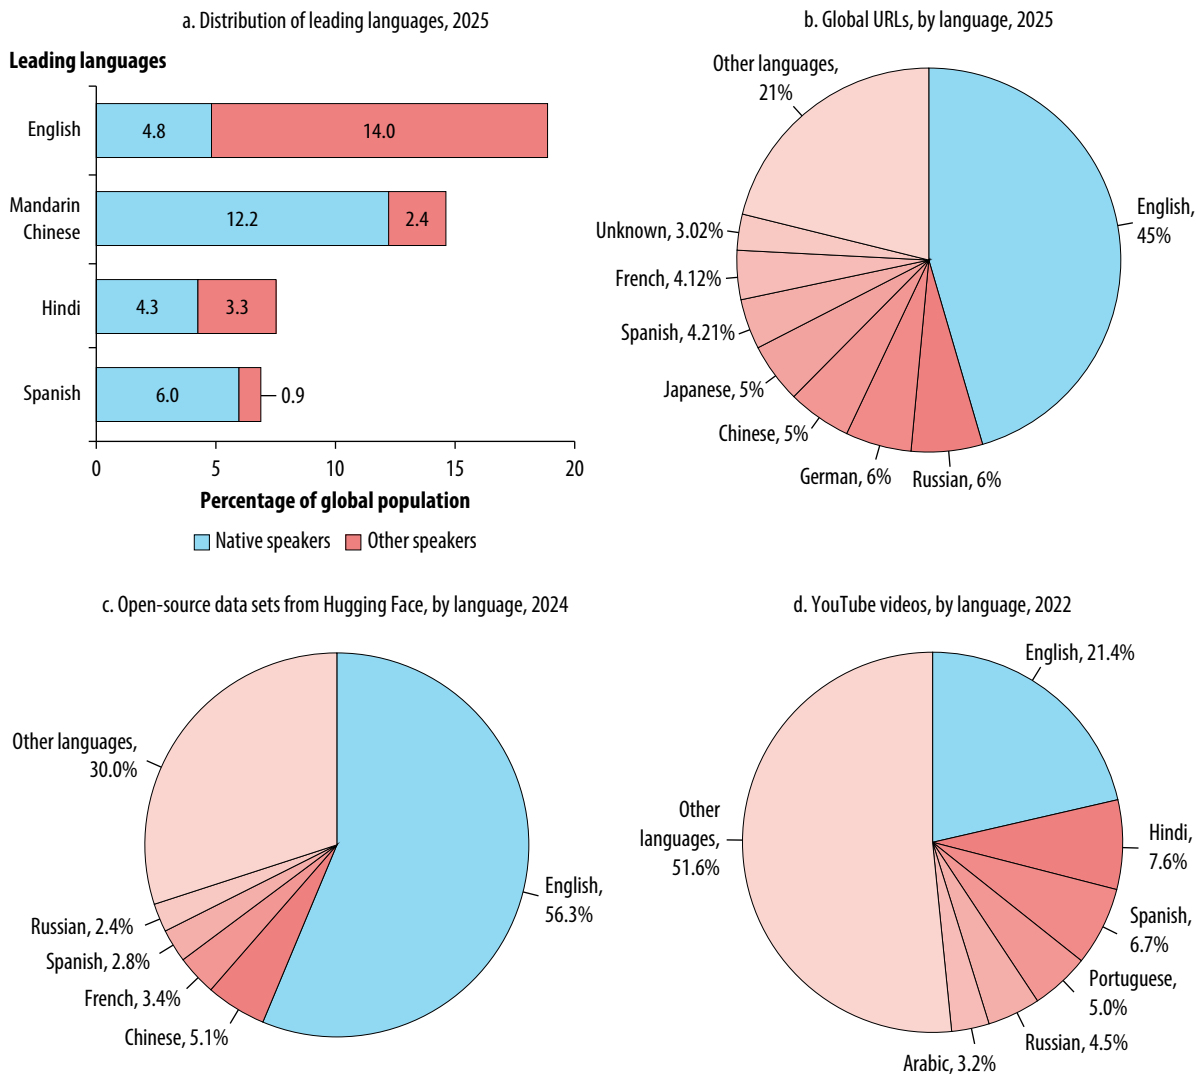 a. Distribution of leading languages, 2025
Leading languages
English
4.8
14.0
Mandarin
Chinese
12.2
2.4
Hindi
4.3
3.3
Spanish
6.0
0.9
0
5
10
15
20
Percentage of global population
Native speakers
Other speakers
b. Global URLs, by language, 2025
Other languages,
21%
English,
45%
Unknown, 3.02%
French, 4.12%
Spanish, 4.21%
Japanese, 5%
Chinese, 5%
German, 6%
Russian, 6%
c. Open-source data sets from Hugging Face, by language, 2024
Other languages,
30.0%
English,
56.3%
Russian, 2.4%
Spanish, 2.8%
French, 3.4%
Chinese, 5.1%
d. YouTube videos, by language, 2022
English, 21.4%
Other
languages,
51.6%
Hindi,
7.6%
Spanish,
6.7%
Portuguese,
5.0%
Russian, 4.5%
Arabic, 3.2%